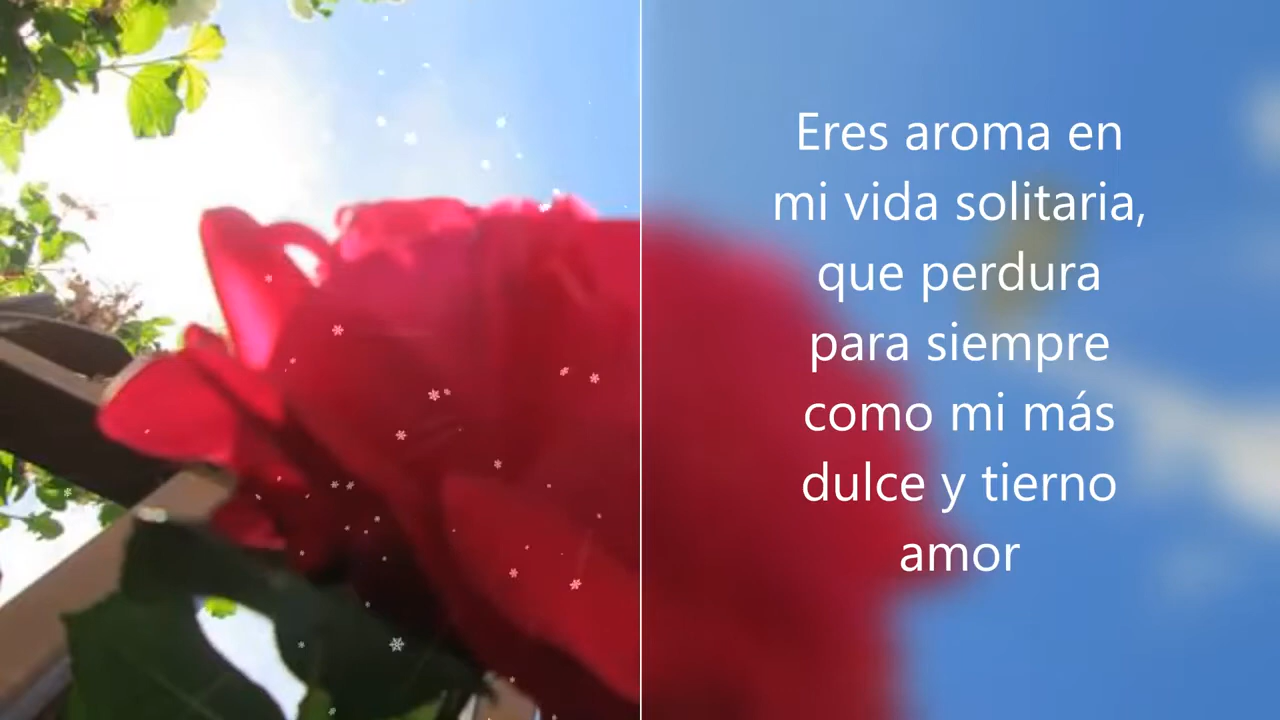 Eres aroma en
mi vida solitaria,
que perdura
para siempre
como mi más
dulce y tierno
amor